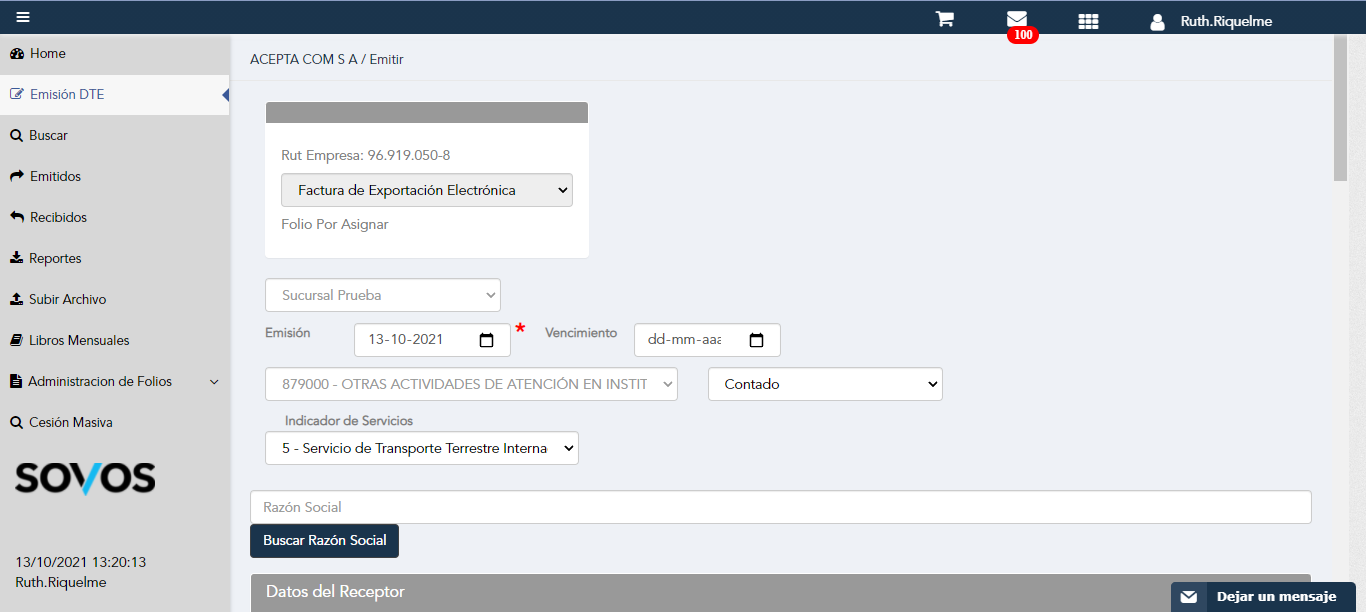 100
Ruth.Riquelme
Home
Emisión DTE
Buscar
Emitidos
Recibidos
Reportes
Subir Archivo
Libros Mensuales
Administracion de Folios
Cesión Masiva
SOVOS
13/10/2021 13:20:13
Ruth.Riquelme
ACEPTA COM S A / Emitir
Rut Empresa: 96.919.050-8
Factura de Exportación Electrónica
Folio Por Asignar
Sucursal Prueba
Emisión 13-10-2021 * Vencimiento dd-mm-aaa
879000 - OTRAS ACTIVIDADES DE ATENCIÓN EN INSTIT Contado
Indicador de Servicios
5 - Servicio de Transporte Terrestre Interna
Razón Social
Buscar Razón Social
Datos del Receptor
Dejar un mensaje